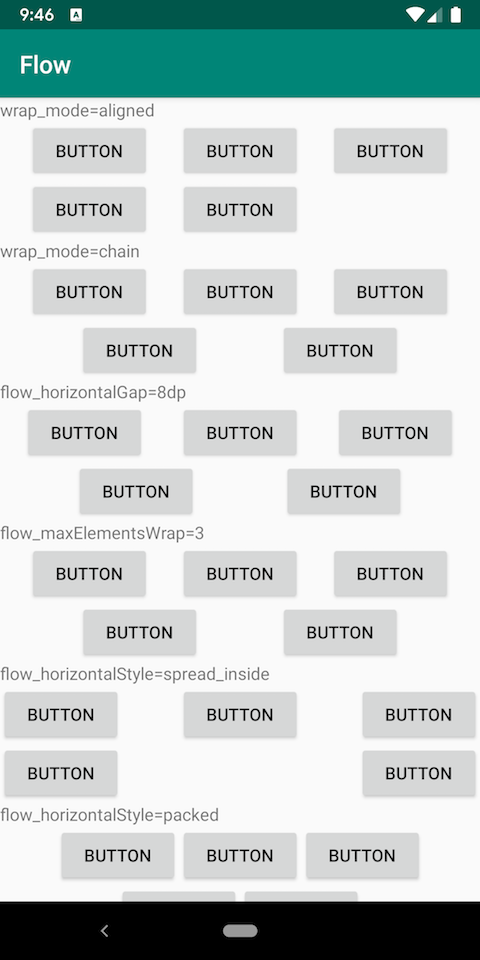 9:46 A
Flow
wrap_mode=aligned
BUTTON BUTTON BUTTON
BUTTON BUTTON
wrap_mode=chain
BUTTON BUTTON BUTTON
BUTTON BUTTON
flow_horizontalGap=8dp
BUTTON BUTTON BUTTON
BUTTON BUTTON
flow_maxElementsWrap=3
BUTTON BUTTON BUTTON
BUTTON BUTTON
flow_horizontalStyle=spread_inside
BUTTON BUTTON BUTTON
BUTTON BUTTON
flow_horizontalStyle=packed
BUTTON BUTTON BUTTON